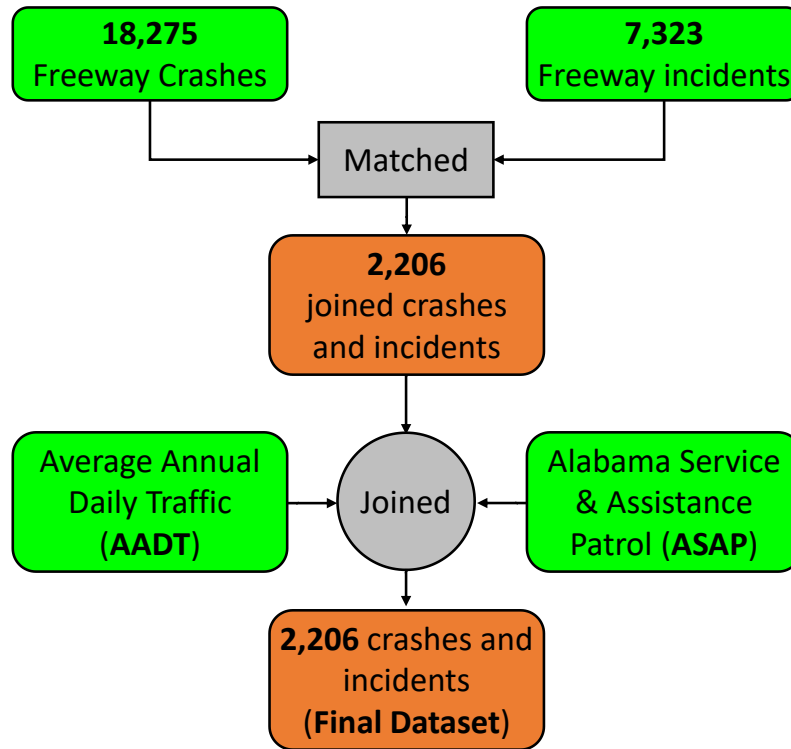 18,275
Freeway Crashes
7,323
Freeway incidents
Matched
2,206
joined crashes
and incidents
Average Annual
Daily Traffic
(AADT)
Joined
Alabama Service
& Assistance
Patrol (ASAP)
2,206 crashes and
incidents
(Final Dataset)